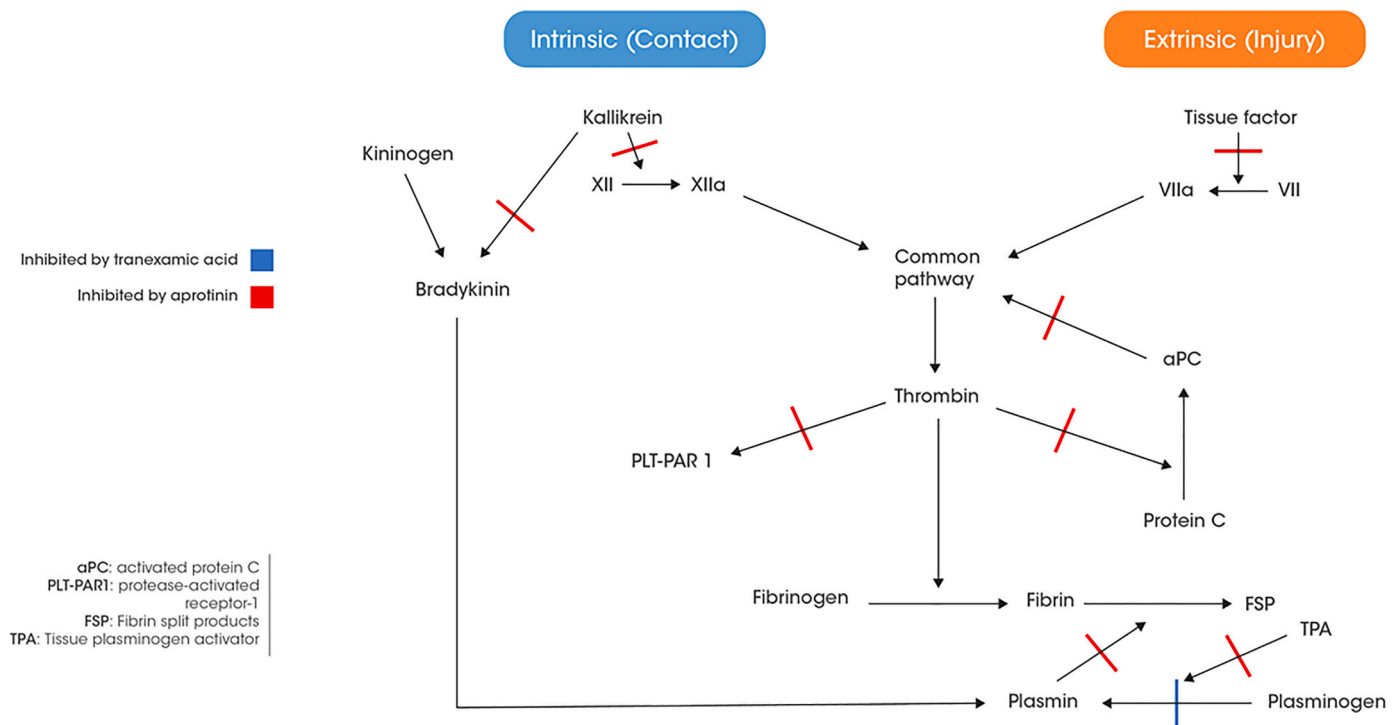 Intrinsic (Contact)
Extrinsic (Injury)
Kallikrein
Tissue factor
Kininogen
XII
XIIa
VIIa
VII
Inhibited by tranexamic acid
Inhibited by aprotinin
Bradykinin
Common
pathway
aPC
Thrombin
PLT-PAR 1
Protein C
aPC: activated protein C
PLT-PAR1: protease-activated
receptor-1
FSP: Fibrin split products
TPA: Tissue plasminogen activator
Fibrinogen
Fibrin
FSP
TPA
Plasmin
Plasminogen